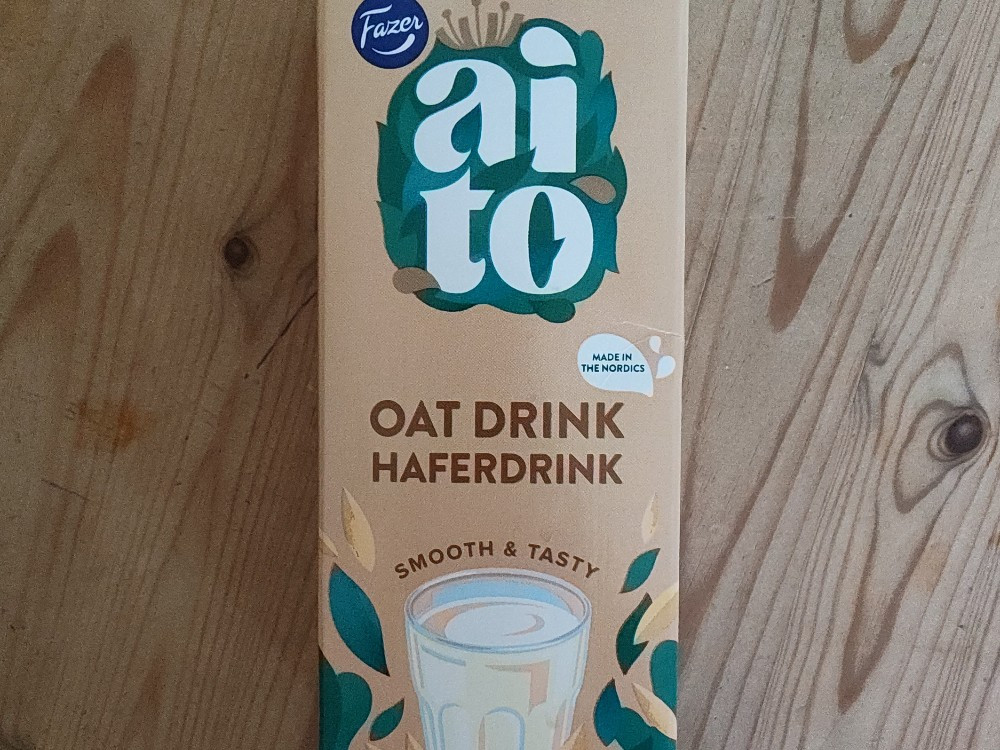 Fazer
ai
to
MADE IN
THE NORDICS
OAT DRINK
HAFERDRINK
SMOOTH & TASTY